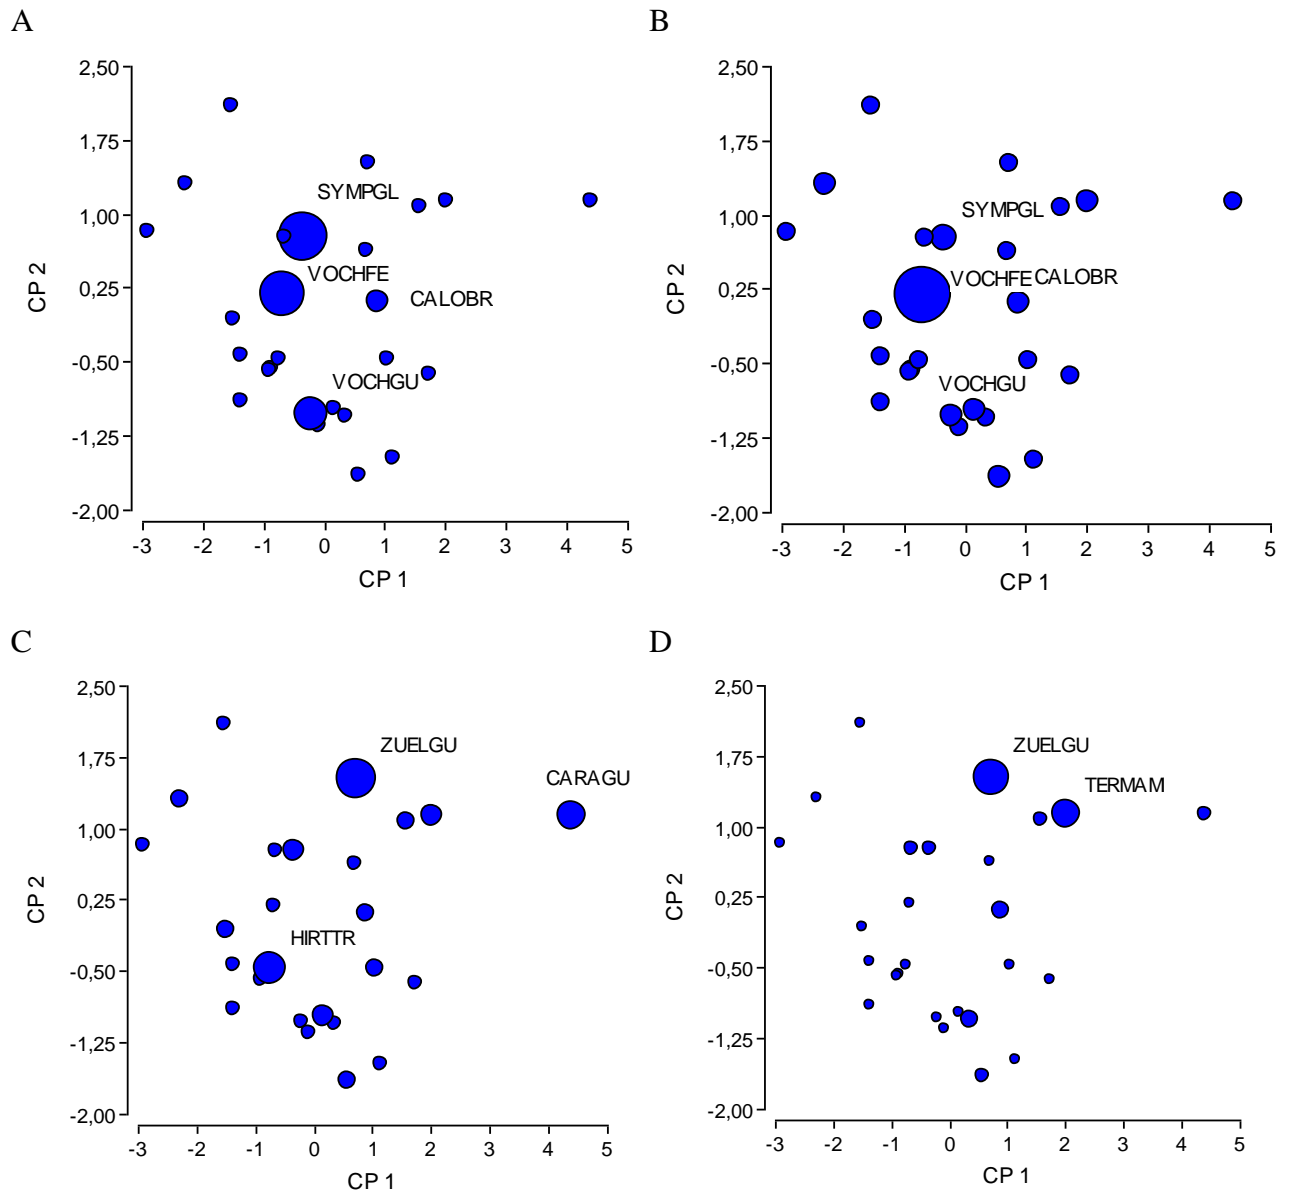 A
2,50
1,75
1,00
0,25
-0,50
-1,25
-2,00
CP 2
SYMPGL
VOCHFE
CALOBR
VOCHGU
-3 -2 -1 0 1 2 3 4 5
CP 1
B
2,50
1,75
1,00
0,25
-0,50
-1,25
-2,00
CP 2
SYMPGL
VOCHFE CALOBR
VOCHGU
-3 -2 -1 0 1 2 3 4 5
CP 1
C
2,50
1,75
1,00
0,25
-0,50
-1,25
-2,00
CP 2
ZUELGU
CARAGU
HIRTTR
-3 -2 -1 0 1 2 3 4 5
CP 1
D
2,50
1,75
1,00
0,25
-0,50
-1,25
-2,00
CP 2
ZUELGU
TERMAM
-3 -2 -1 0 1 2 3 4 5
CP 1